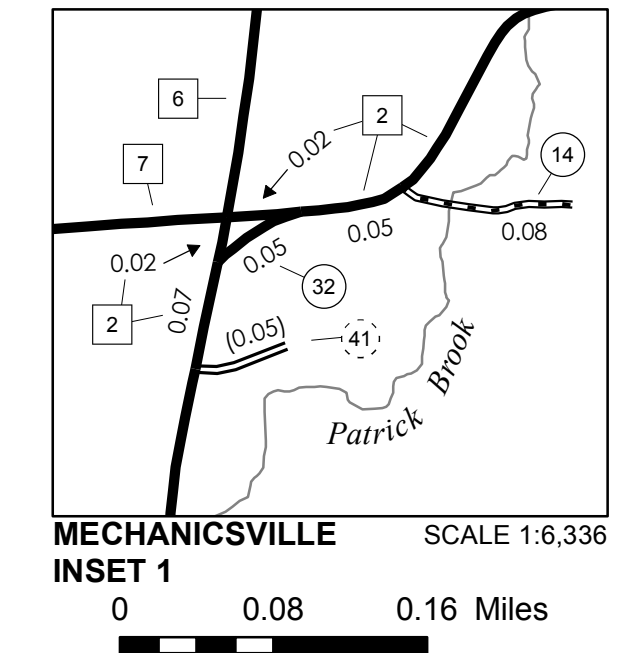 6
2
0.02
14
7
0.05
0.08
0.02
0.05
32
2
0.07
(0.05)
41
Patrick Brook
MECHANICSVILLE
INSET 1
SCALE 1:6,336
0 0.08 0.16 Miles